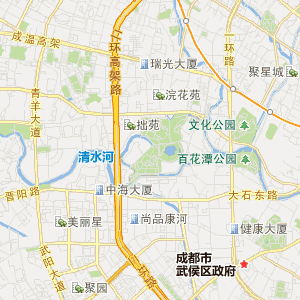 成温高架
二环高架路
瑞光大厦
一环路
聚星城
浣花苑
青羊大道
拙苑
文化公园
清水河
百花潭公园
晋阳路
中海大厦
大石东路
美丽星
尚品康河
健康大厦
武阳大道
成都市
武侯区政府
二环路
聚园